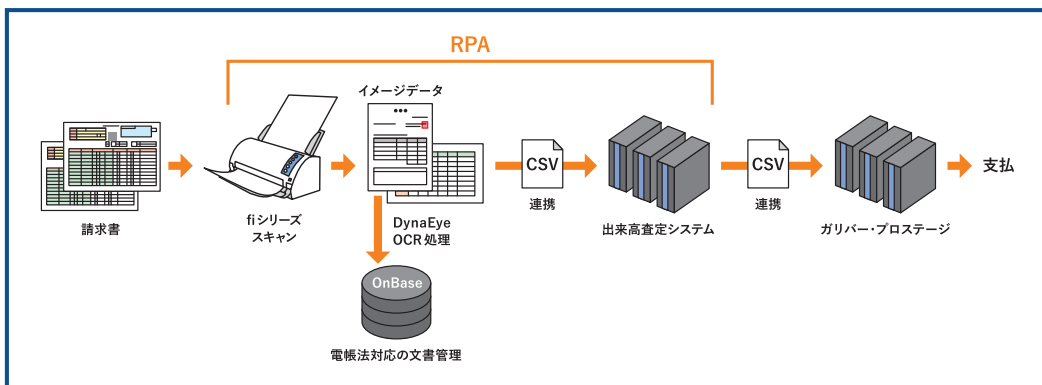 RPA
イメージデータ
請求書
fiシリーズ
スキャン
DynaEye
OCR処理
CSV
連携
出来高査定システム
CSV
連携
ガリバー・プロステージ
支払
OnBase
電帳法対応の文書管理